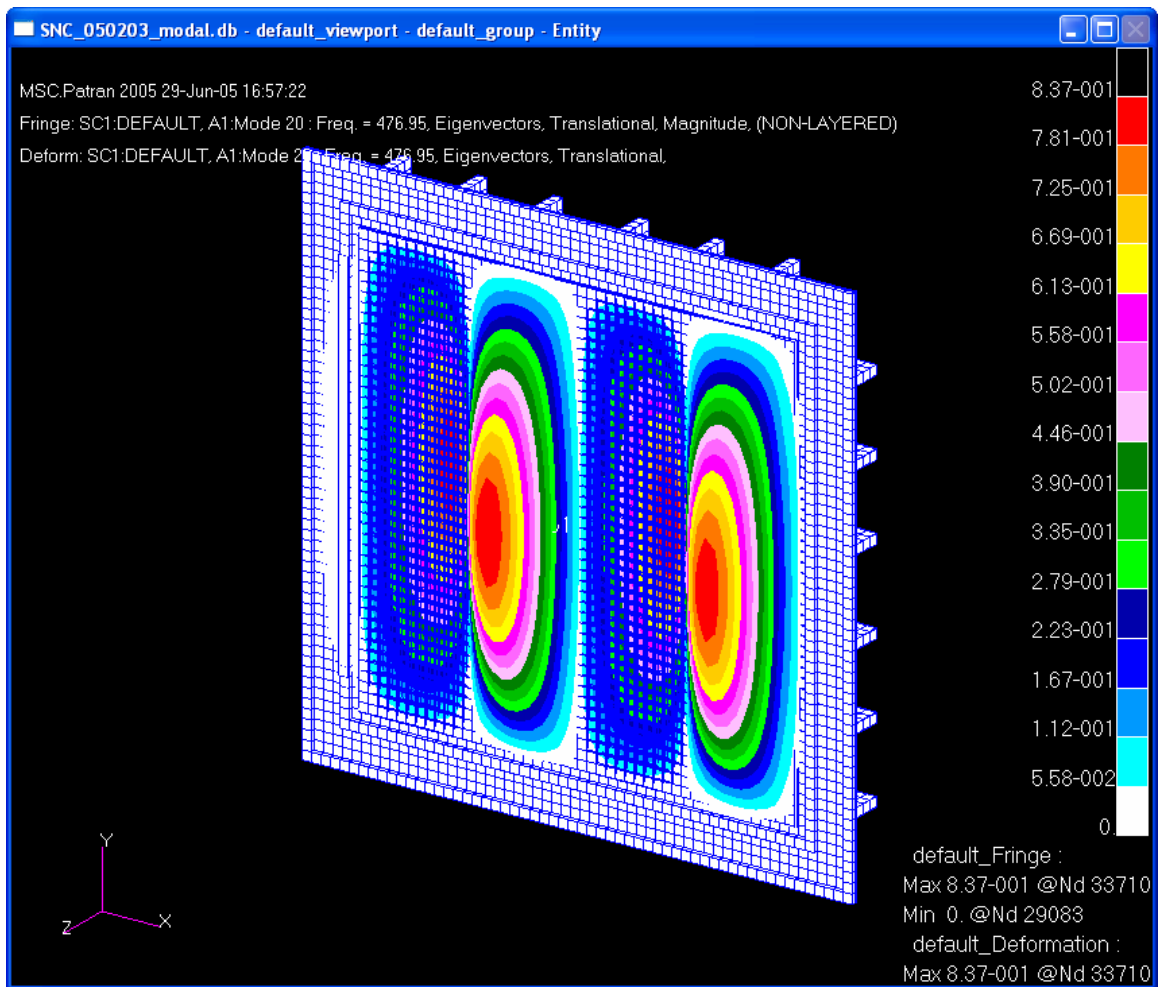 SNC_050203_modal.db - default_viewport - default_group - Entity
MSC.Patran 2005 29-Jun-05 16:57:22
Fringe: SC1:DEFAULT, A1:Mode 20 : Freq. = 476.95, Eigenvectors, Translational, Magnitude, (NON-LAYERED)
Deform: SC1:DEFAULT, A1:Mode 2 Freq. = 476.95, Eigenvectors, Translational,
8.37-001
7.81-001
7.25-001
6.69-001
6.13-001
5.58-001
5.02-001
4.46-001
3.90-001
3.35-001
2.79-001
2.23-001
1.67-001
1.12-001
5.58-002
0.
default_Fringe :
Max 8.37-001 @Nd 33710
Min 0. @Nd 29083
default_Deformation :
Max 8.37-001 @Nd 33710
Y
Z
X